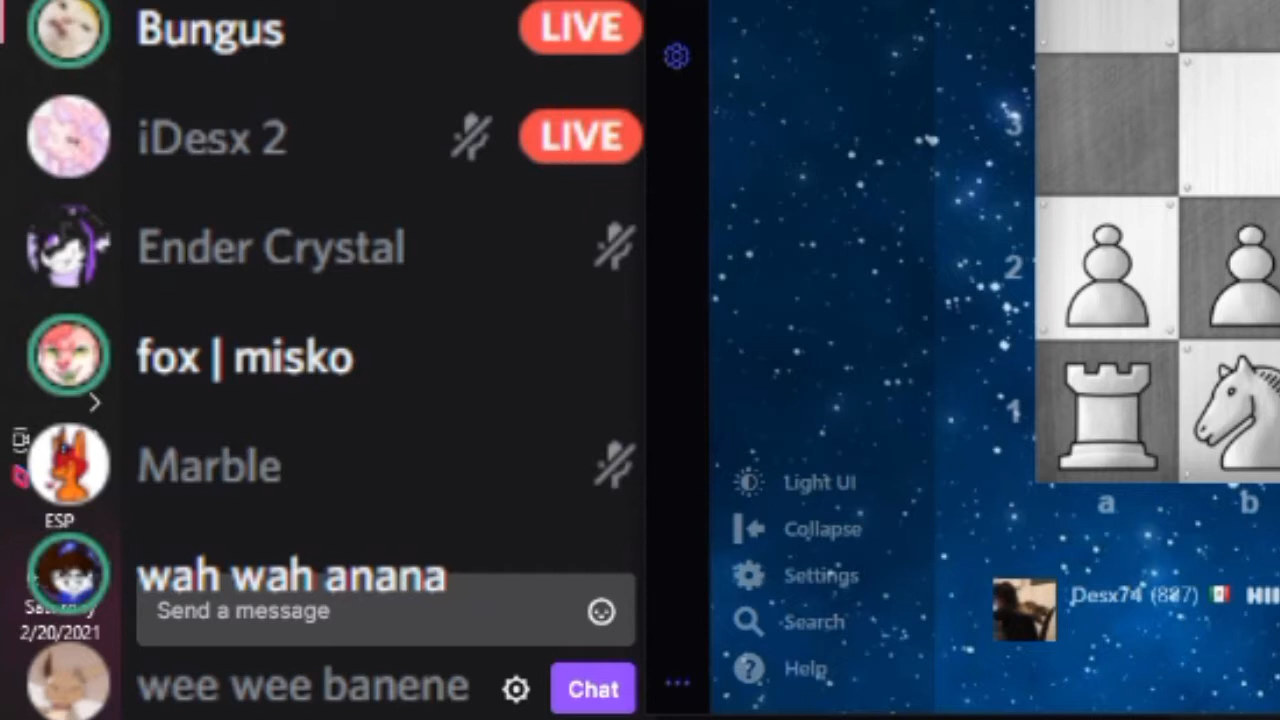 Bungus LIVE
iDesx 2 LIVE
Ender Crystal
fox | misko
Marble
ESP
wah wah anana
Send a message
2/20/2021
wee wee banene
Chat
3
2
1
a b
Light UI
Collapse
Settings
Search
Help
Desx74 (887)